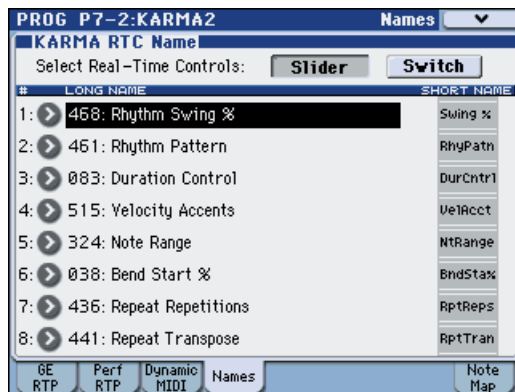 PROG P7-2:KARMA2 Names
KARMA RTC Name
Select Real-Time Controls: Slider Switch
# LONG NAME SHORT NAME
1: 468: Rhythm Swing % Swing %
2: 461: Rhythm Pattern RhyPatn
3: 083: Duration Control DurCntrl
4: 515: Velocity Accents VelAcct
5: 324: Note Range NtRange
6: 038: Bend Start % BndSta%
7: 436: Repeat Repetitions RptReps
8: 441: Repeat Transpose RptTran
GE RTP Perf RTP Dynamic MIDI Names Note Map